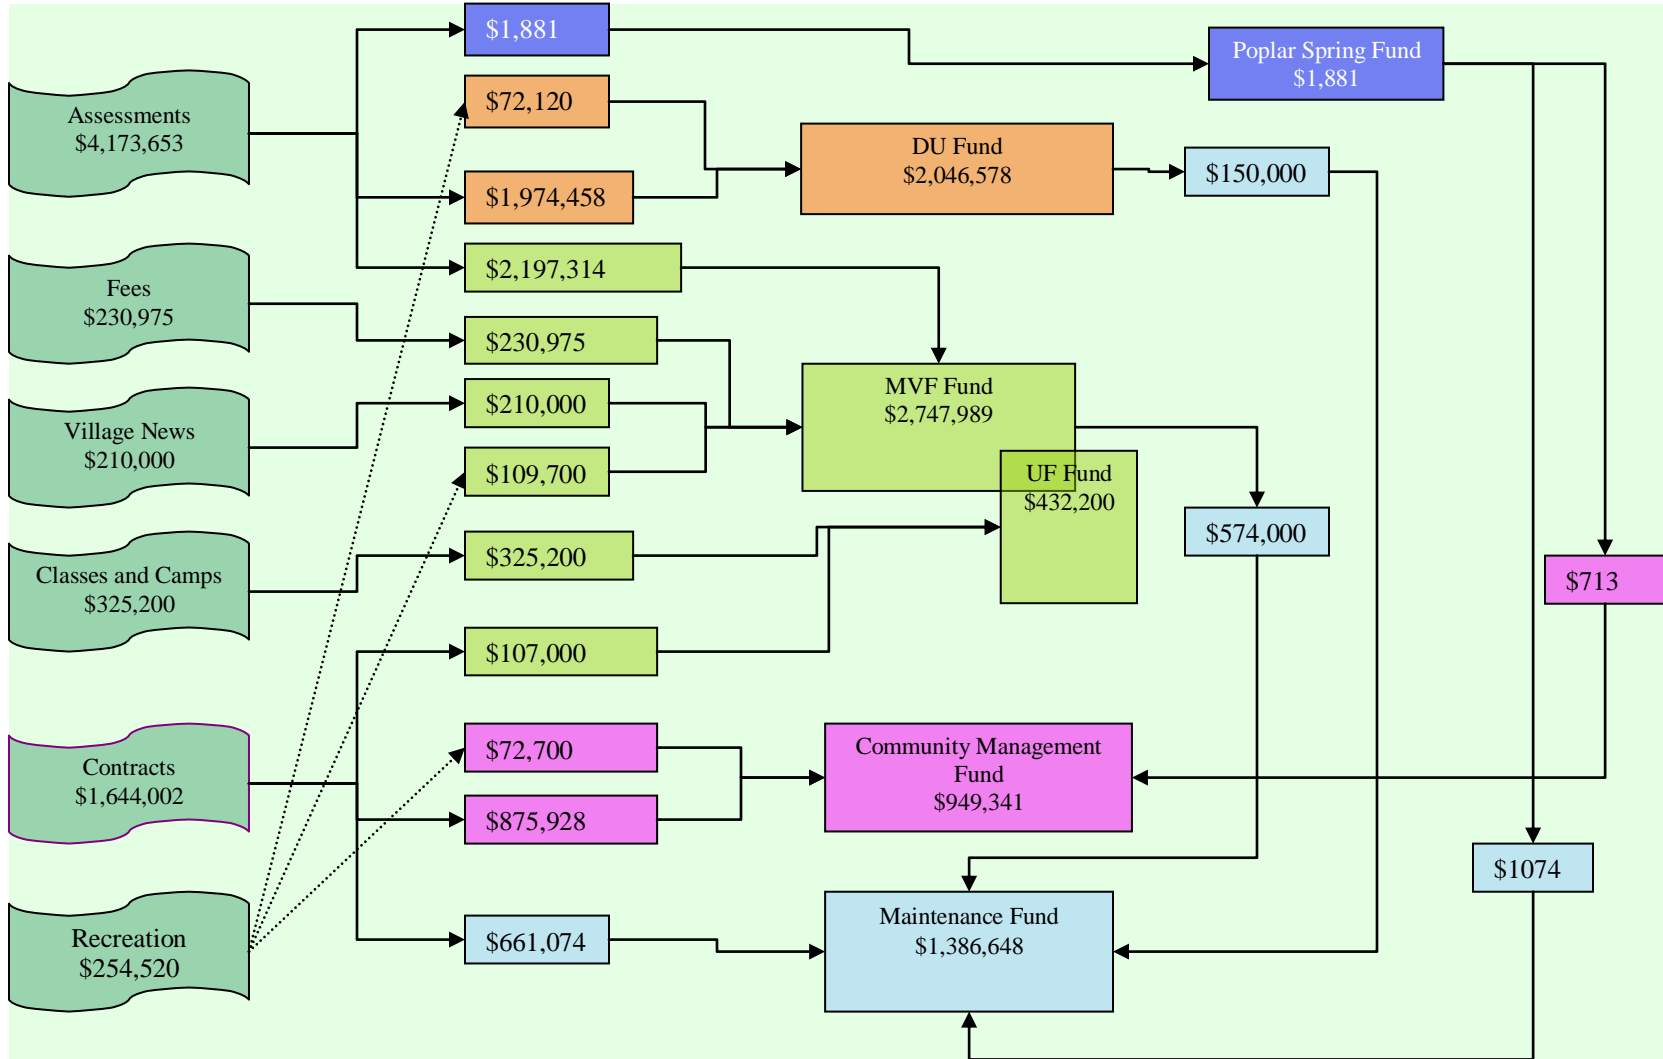 $1,881
Poplar Spring Fund
$1,881
Assessments
$4,173,653
$72,120
DU Fund
$2,046,578
$150,000
$1,974,458
$2,197,314
Fees
$230,975
$230,975
MVF Fund
$2,747,989
Village News
$210,000
$210,000
$109,700
UF Fund
$432,200
$574,000
Classes and Camps
$325,200
$325,200
$713
$107,000
Contracts
$1,644,002
$72,700
Community Management
Fund
$949,341
$875,928
$1074
Recreation
$254,520
$661,074
Maintenance Fund
$1,386,648